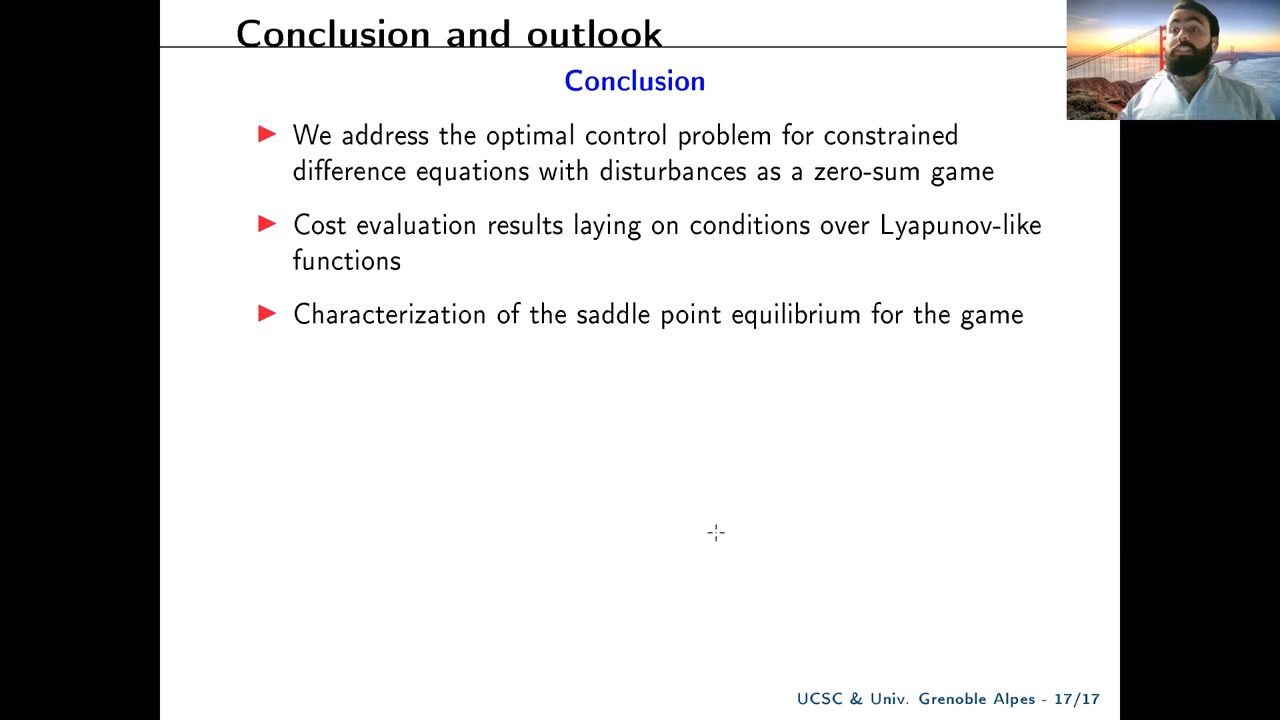 Conclusion and outlook
Conclusion
We address the optimal control problem for constrained
difference equations with disturbances as a zero-sum game
Cost evaluation results laying on conditions over Lyapunov-like
functions
Characterization of the saddle point equilibrium for the game
UCSC & Univ. Grenoble Alpes - 17/17